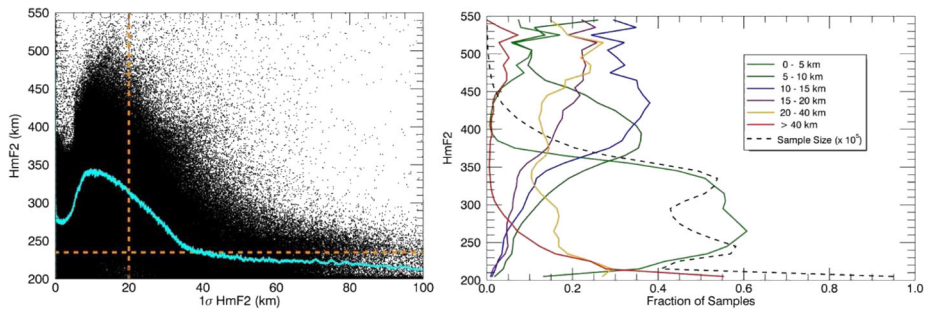 550
500
450
400
350
300
250
200
HmF2 (km)
0
20
40
60
80
100
1σ HmF2 (km)
550
500
450
400
350
300
250
200
HmF2
0.0
0.2
0.4
0.6
0.8
1.0
Fraction of Samples
0 - 5 km
5 - 10 km
10 - 15 km
15 - 20 km
20 - 40 km
> 40 km
Sample Size (x 10⁵)